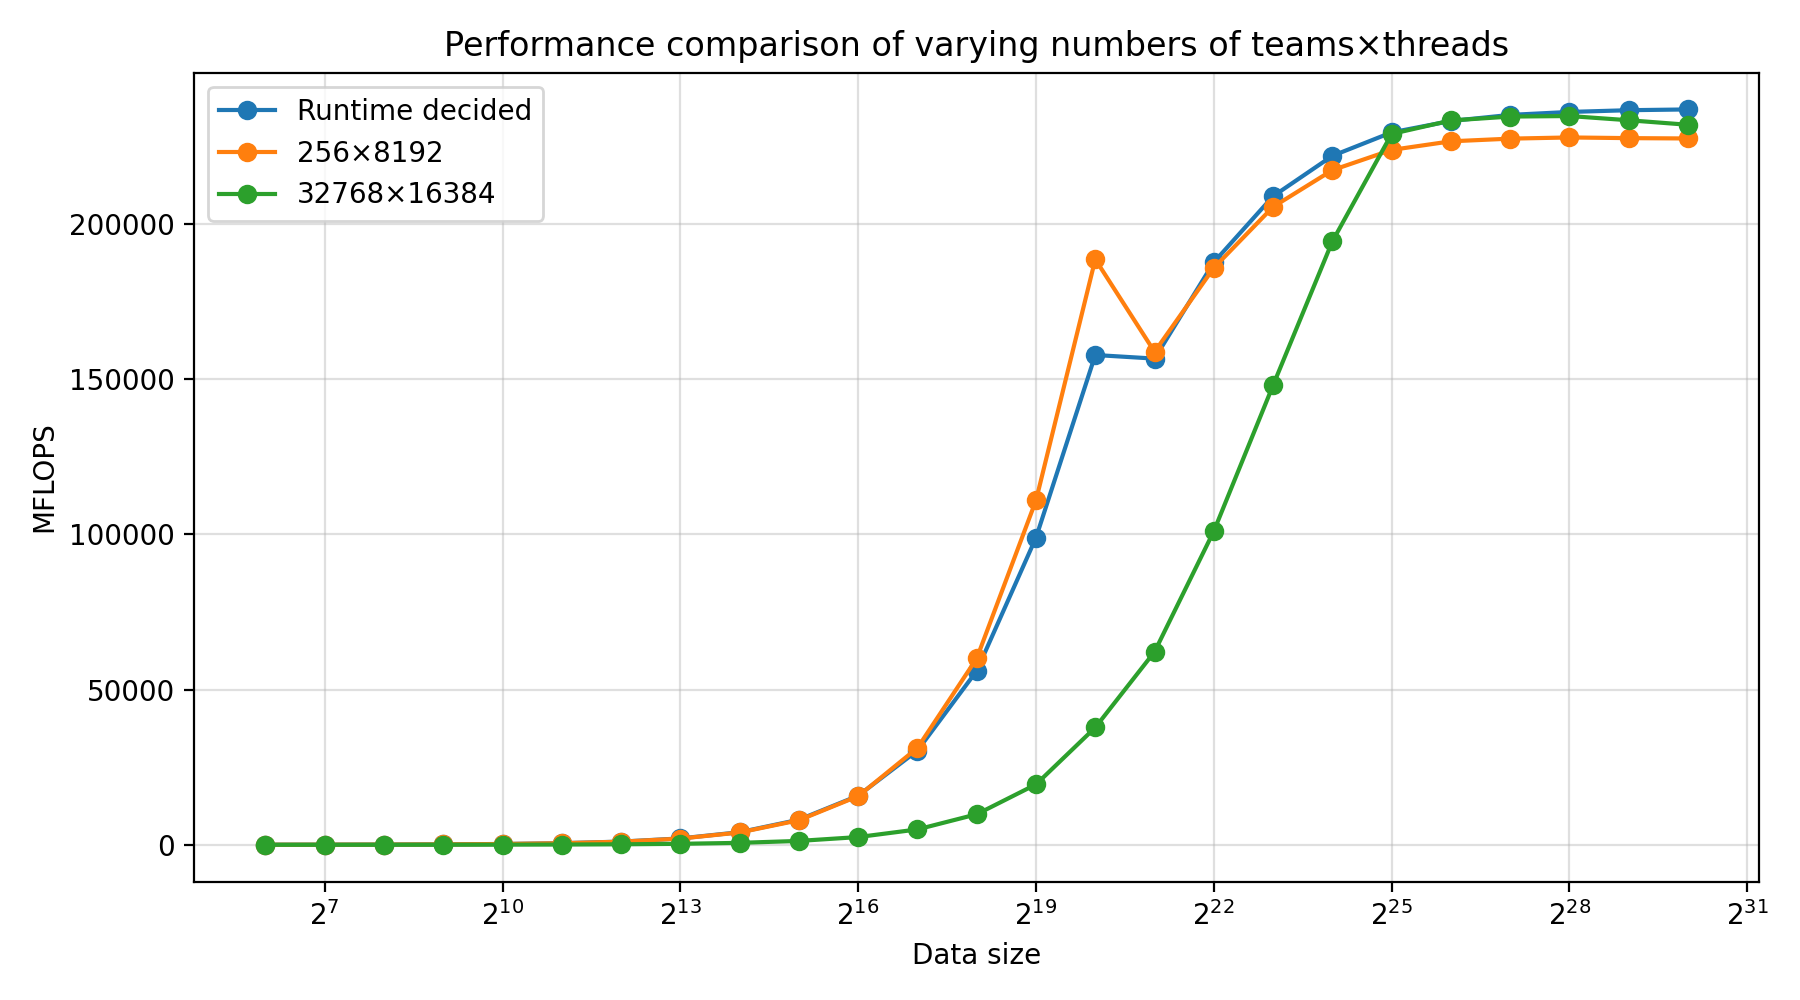 Performance comparison of varying numbers of teams×threads
Runtime decided
256×8192
32768×16384
200000
150000
100000
50000
0
MFLOPS
2^7 2^10 2^13 2^16 2^19 2^22 2^25 2^28 2^31
Data size